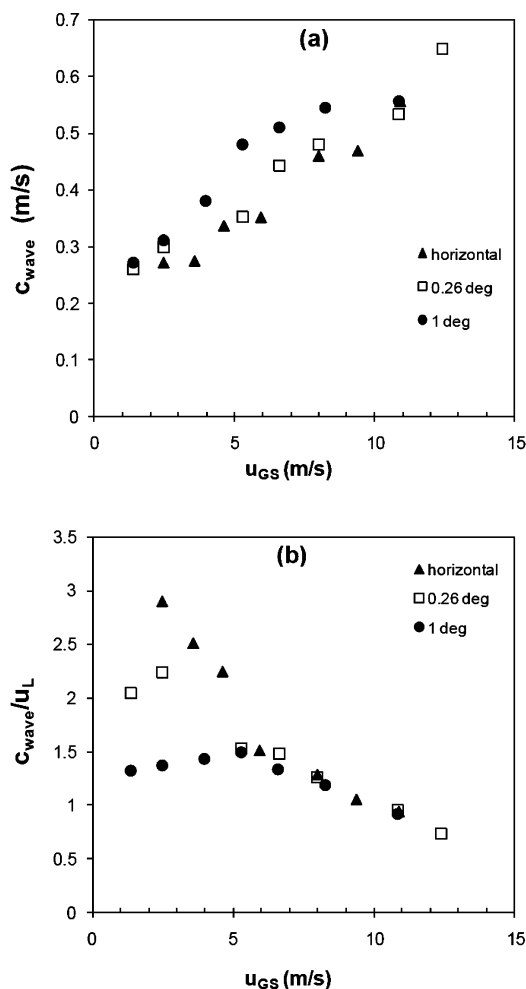 (a)
0.7
0.6
0.5
0.4
0.3
0.2
0.1
0
c_wave (m/s)
horizontal
0.26 deg
1 deg
0 5 10 15
u_GS (m/s)
(b)
3.5
3
2.5
2
1.5
1
0.5
0
c_wave/u_L
horizontal
0.26 deg
1 deg
0 5 10 15
u_GS (m/s)